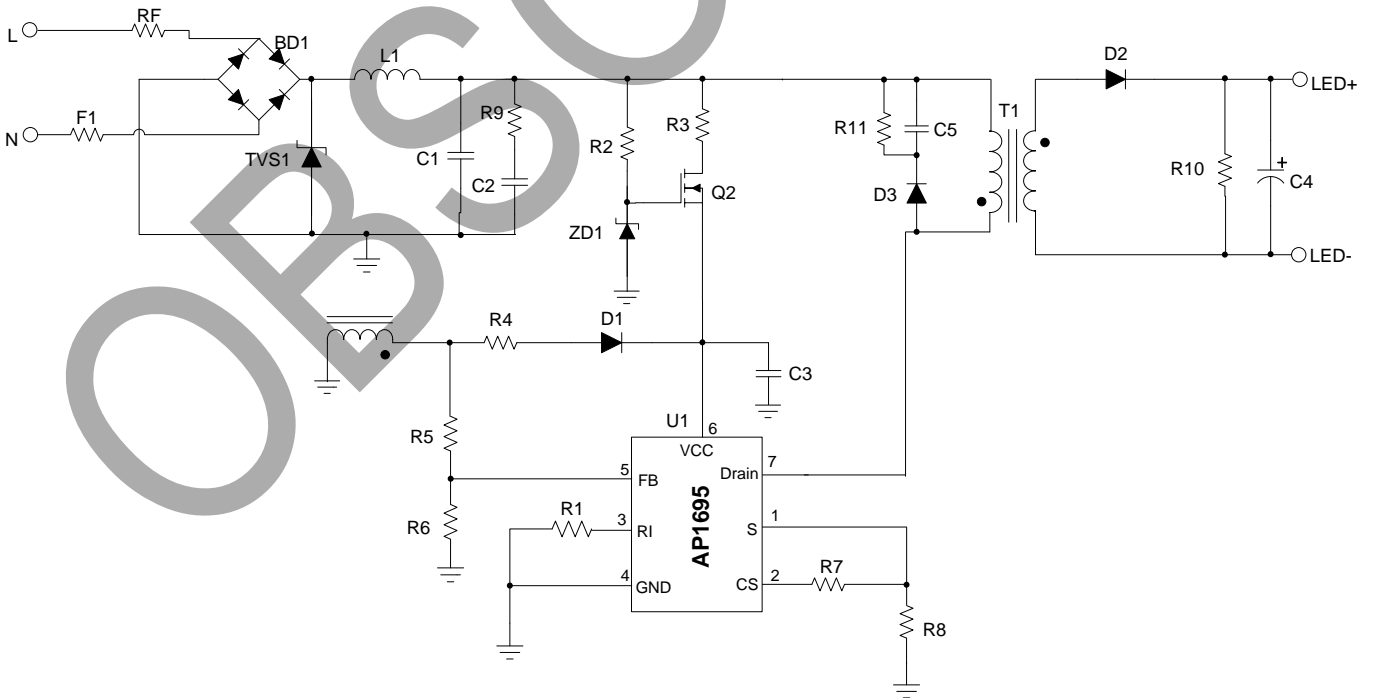 OBSO
RF
L
BD1
L1
D2
LED+
F1
N
TVS1
C1
R9
C2
R2
R3
Q2
ZD1
R11
C5
D3
T1
R10
+
C4
LED-
R4
D1
C3
R5
R6
U1
6
VCC
5
FB
Drain
7
AP1695
R1
3
RI
S
1
4
GND
CS
2
R7
R8